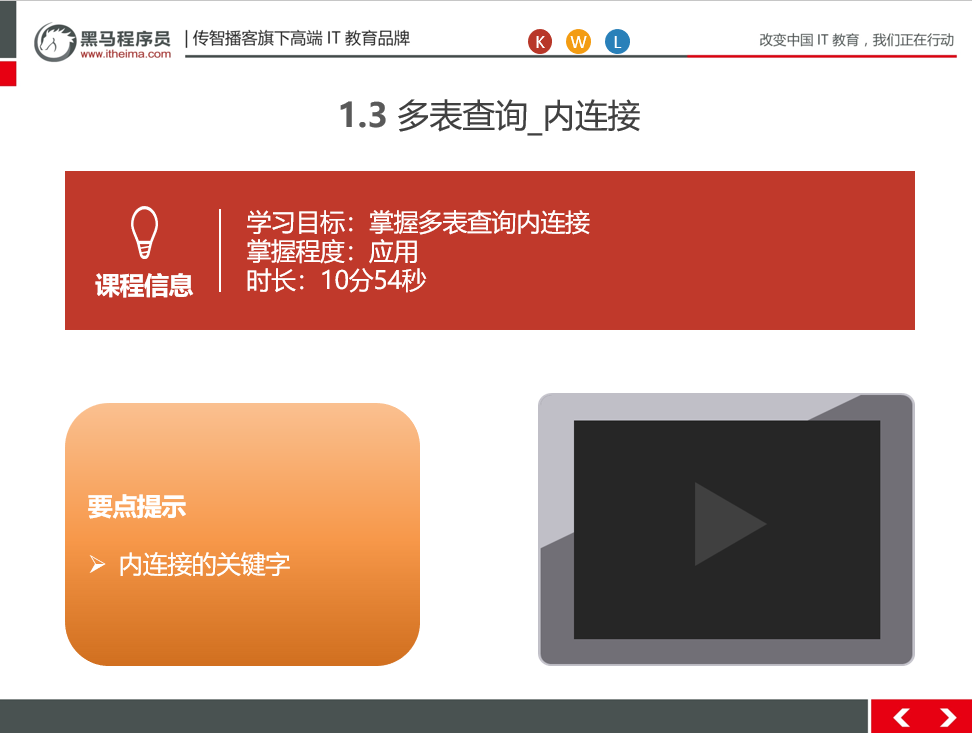 黑马程序员
www.itheima.com
传智播客旗下高端 IT 教育品牌
K W L
改变中国 IT 教育，我们正在行动
1.3 多表查询_内连接
课程信息
学习目标：掌握多表查询内连接
掌握程度：应用
时长：10分54秒
要点提示
➢ 内连接的关键字